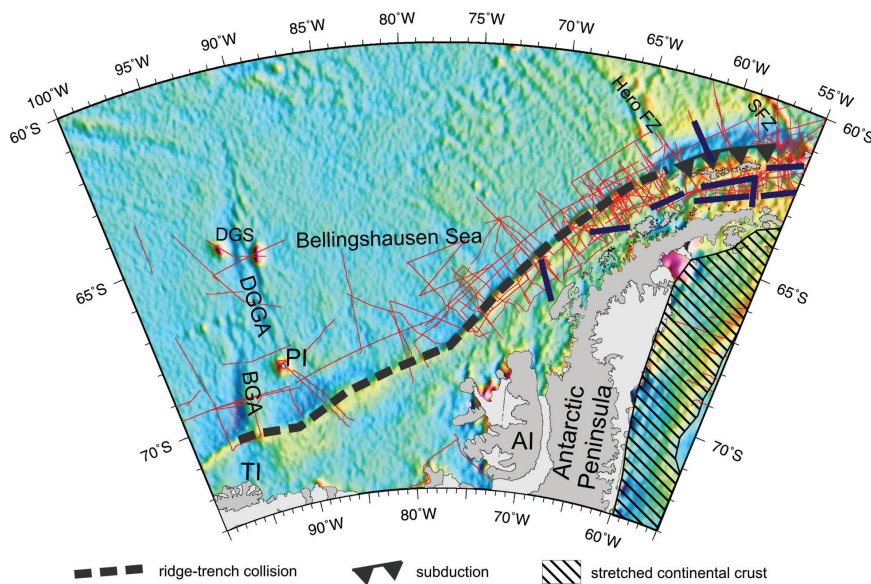 100°W
95°W
90°W
85°W
80°W
75°W
70°W
65°W
60°W
55°W
60°S
60°S
Hero FZ
SFZ
DGS
Bellingshausen Sea
65°S
65°S
DGGA
PI
BGA
70°S
70°S
TI
AI
Antarctic
Peninsula
90°W
80°W
70°W
60°W
ridge-trench collision
subduction
stretched continental crust